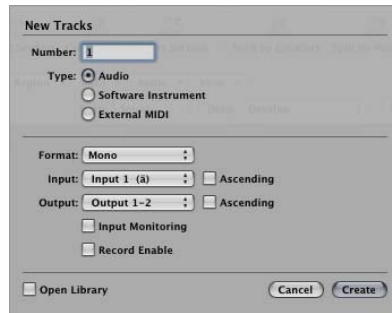 New Tracks
Number: 1
Type: Audio
Software Instrument
External MIDI
Format: Mono
Input: Input 1 (ä) Ascending
Output: Output 1-2 Ascending
Input Monitoring
Record Enable
Open Library Cancel Create